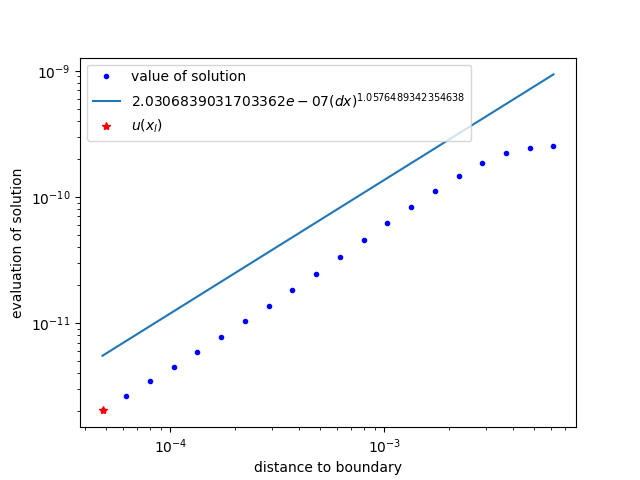 10⁻⁹
10⁻¹⁰
10⁻¹¹
evaluation of solution
value of solution
2.0306839031703362e − 07(dx)^1.0576489342354638
u(x_l)
10⁻⁴ 10⁻³
distance to boundary